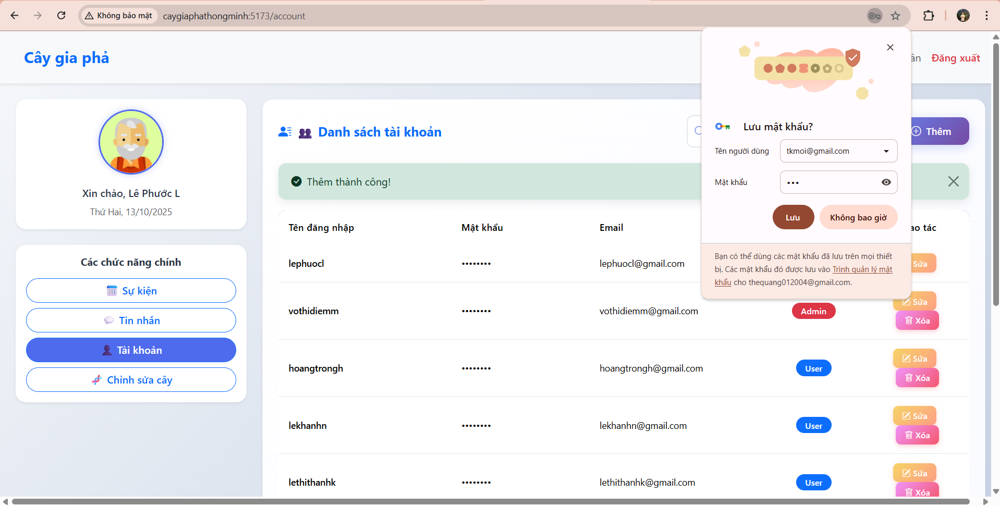 Không bảo mật
caygiaphathongminh:5173/account
Cây gia phả
ân
Đăng xuất
Xin chào, Lê Phước L
Thứ Hai, 13/10/2025
Các chức năng chính
Sự kiện
Tin nhắn
Tài khoản
Chỉnh sửa cây
Danh sách tài khoản
Thêm
Thêm thành công!
Tên đăng nhập Mật khẩu Email ao tác
lephuocl •••••••• lephuocl@gmail.com Sửa
vothidiemm •••••••• vothidiemm@gmail.com Admin Sửa
Xóa
hoangtrongh •••••••• hoangtrongh@gmail.com User Sửa
Xóa
lekhanhn •••••••• lekhanhn@gmail.com User Sửa
Xóa
lethithanhk •••••••• lethithanhk@gmail.com User Sửa
Xóa
Lưu mật khẩu?
Tên người dùng tkmoi@gmail.com
Mật khẩu •••
Lưu Không bao giờ
Bạn có thể dùng các mật khẩu đã lưu trên mọi thiết
bị. Các mật khẩu đó được lưu vào Trình quản lý mật
khẩu cho thequang012004@gmail.com.